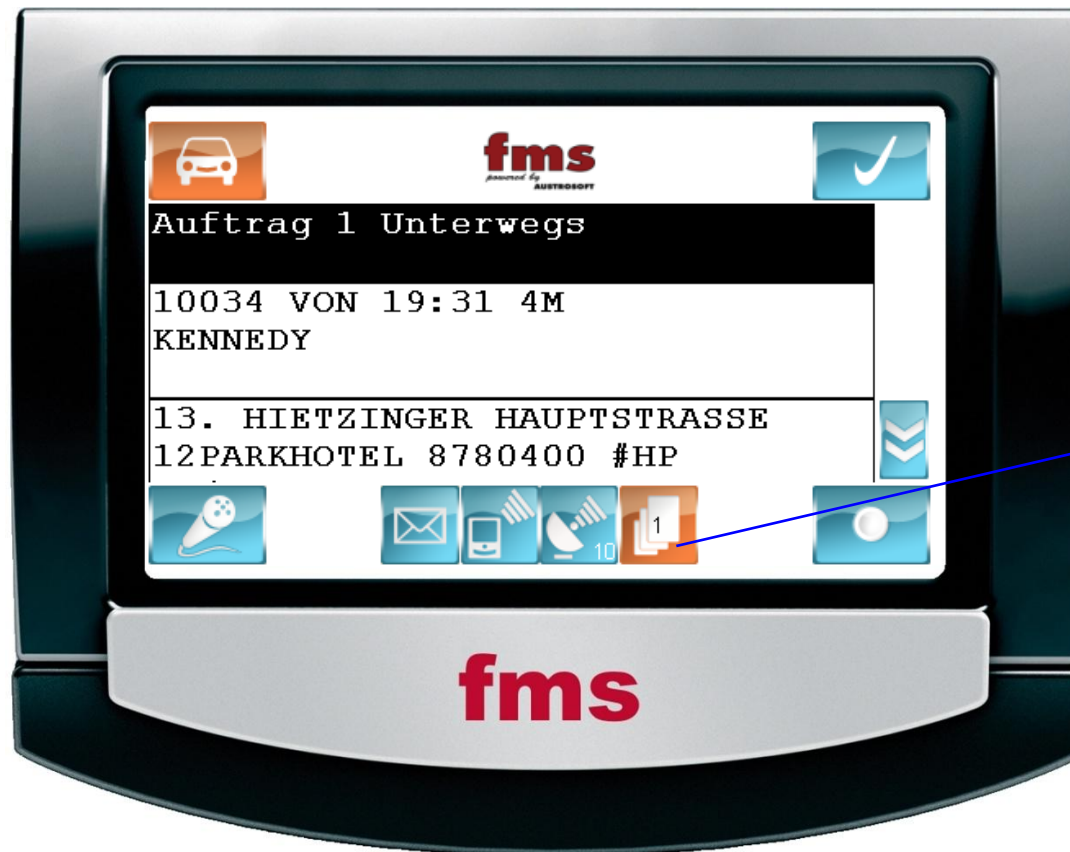 fms
powered by
AUSTROSOFT
Auftrag 1 Unterwegs
10034 VON 19:31 4M
KENNEDY
13. HIETZINGER HAUPTSTRASSE
12PARKHOTEL 8780400 #HP
10
1
fms